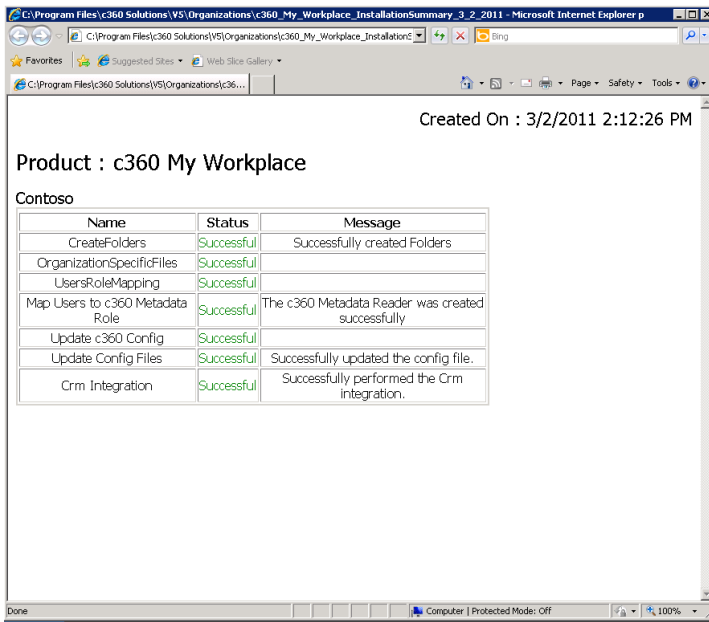 C:\Program Files\c360 Solutions\V5\Organizations\c360_My_Workplace_InstallationSummary_3_2_2011 - Microsoft Internet Explorer p
C:\Program Files\c360 Solutions\V5\Organizations\c360_My_Workplace_InstallationS
Bing
Favorites Suggested Sites Web Slice Gallery
C:\Program Files\c360 Solutions\V5\Organizations\c36...
Page Safety Tools
Created On : 3/2/2011 2:12:26 PM
Product : c360 My Workplace
Contoso
Name Status Message
CreateFolders Successful Successfully created Folders
OrganizationSpecificFiles Successful
UsersRoleMapping Successful
Map Users to c360 Metadata
Role
Successful
The c360 Metadata Reader was created
successfully
Update c360 Config Successful
Update Config Files Successful Successfully updated the config file.
Crm Integration Successful
Successfully performed the Crm
integration.
Done
Computer | Protected Mode: Off
100%